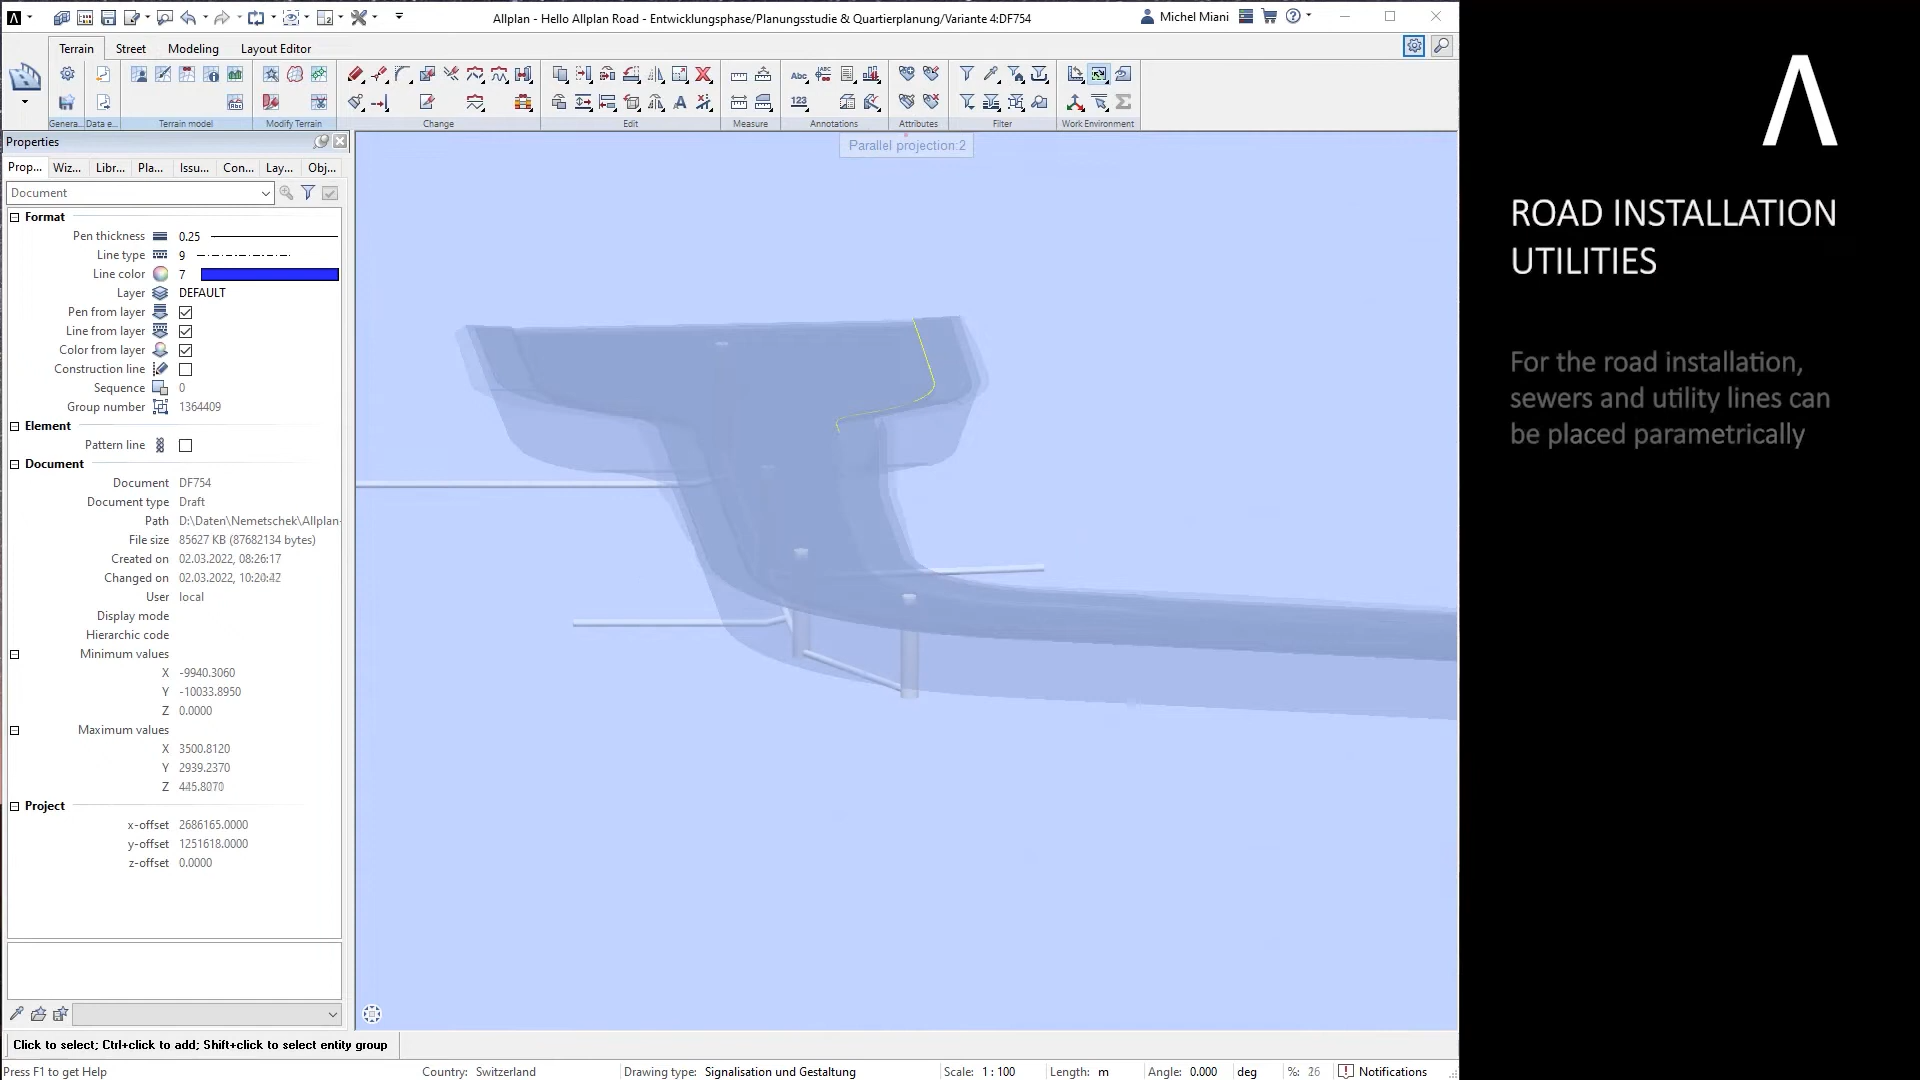 Allplan - Hello Allplan Road - Entwicklungsphase/Planungsstudie & Quartierplanung/Variante 4:DF754
Michel Miani
Terrain Street Modeling Layout Editor
Genera... Data e... Terrain model Modify Terrain Change Edit Measure Annotations Attributes Filter Work Environment
Properties
Prop... Wiz... Libr... Pla... Issu... Con... Lay... Obj...
Document
Format
Pen thickness 0.25
Line type 9
Line color 7
Layer DEFAULT
Pen from layer
Line from layer
Color from layer
Construction line
Sequence 0
Group number 1364409
Element
Pattern line
Document
Document DF754
Document type Draft
Path D:\Daten\Nemetschek\Allplan-
File size 85627 KB (87682134 bytes)
Created on 02.03.2022, 08:26:17
Changed on 02.03.2022, 10:20:42
User local
Display mode
Hierarchic code
Minimum values
X -9940.3060
Y -10033.8950
Z 0.0000
Maximum values
X 3500.8120
Y 2939.2370
Z 445.8070
Project
x-offset 2686165.0000
y-offset 1251618.0000
z-offset 0.0000
Parallel projection:2
Click to select; Ctrl+click to add; Shift+click to select entity group
Press F1 to get Help Country: Switzerland Drawing type: Signalisation und Gestaltung Scale: 1 : 100 Length: m Angle: 0.000 deg %: 26 Notifications
ROAD INSTALLATION
UTILITIES
For the road installation,
sewers and utility lines can
be placed parametrically